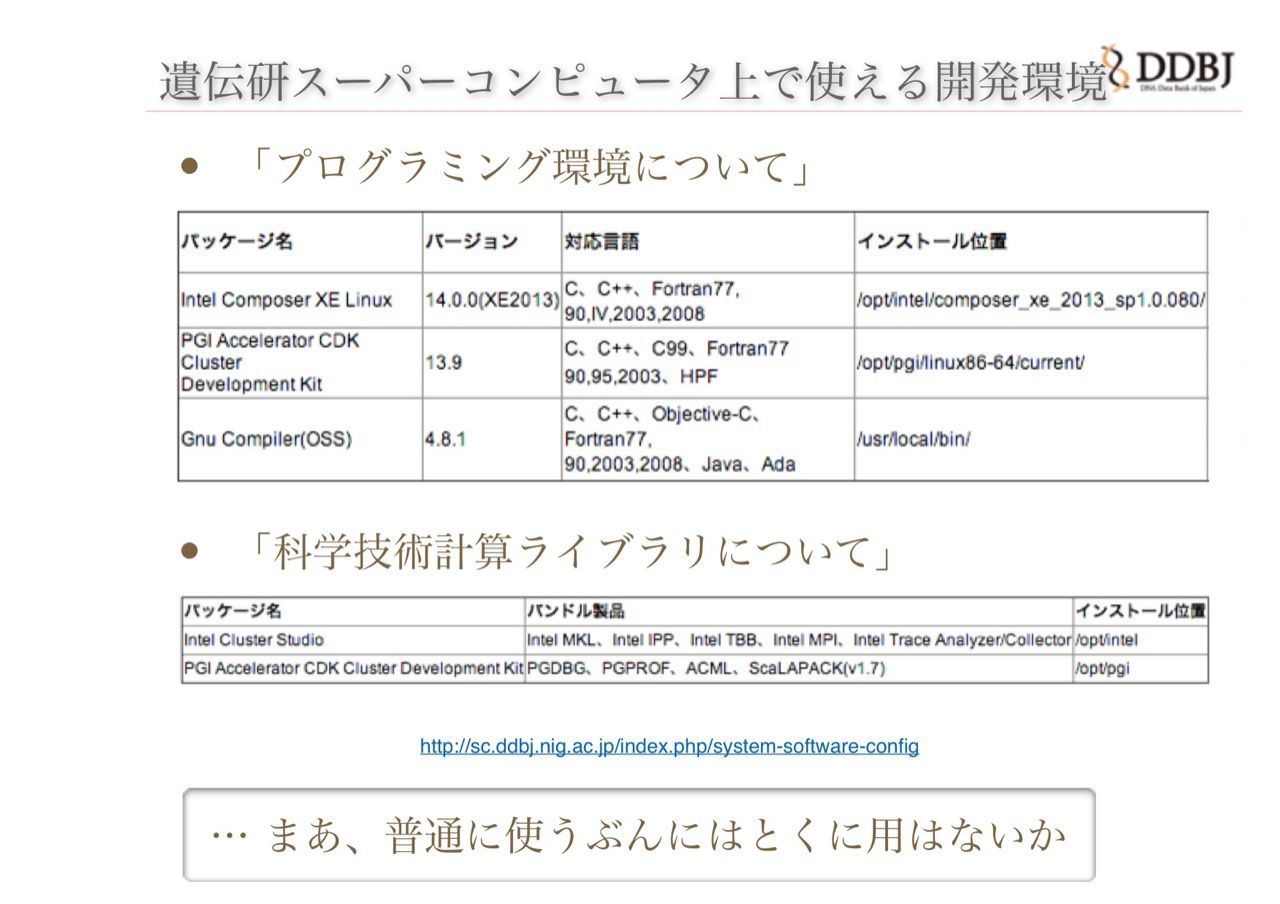 遺伝研スーパーコンピュータ上で使える開発環境
DDBJ
DNA Data Bank of Japan
• 「プログラミング環境について」
パッケージ名 バージョン 対応言語 インストール位置
Intel Composer XE Linux 14.0.0(XE2013) C、C++、Fortran77,
90,IV,2003,2008 /opt/intel/composer_xe_2013_sp1.0.080/
PGI Accelerator CDK
Cluster
Development Kit 13.9 C、C++、C99、Fortran77
90,95,2003、HPF /opt/pgi/linux86-64/current/
Gnu Compiler(OSS) 4.8.1 C、C++、Objective-C、
Fortran77,
90,2003,2008、Java、Ada /usr/local/bin/
• 「科学技術計算ライブラリについて」
パッケージ名 バンドル製品 インストール位置
Intel Cluster Studio Intel MKL、Intel IPP、Intel TBB、Intel MPI、Intel Trace Analyzer/Collector /opt/intel
PGI Accelerator CDK Cluster Development Kit PGDBG、PGPROF、ACML、ScaLAPACK(v1.7) /opt/pgi
http://sc.ddbj.nig.ac.jp/index.php/system-software-config
… まあ、普通に使うぶんにはとくに用はないか